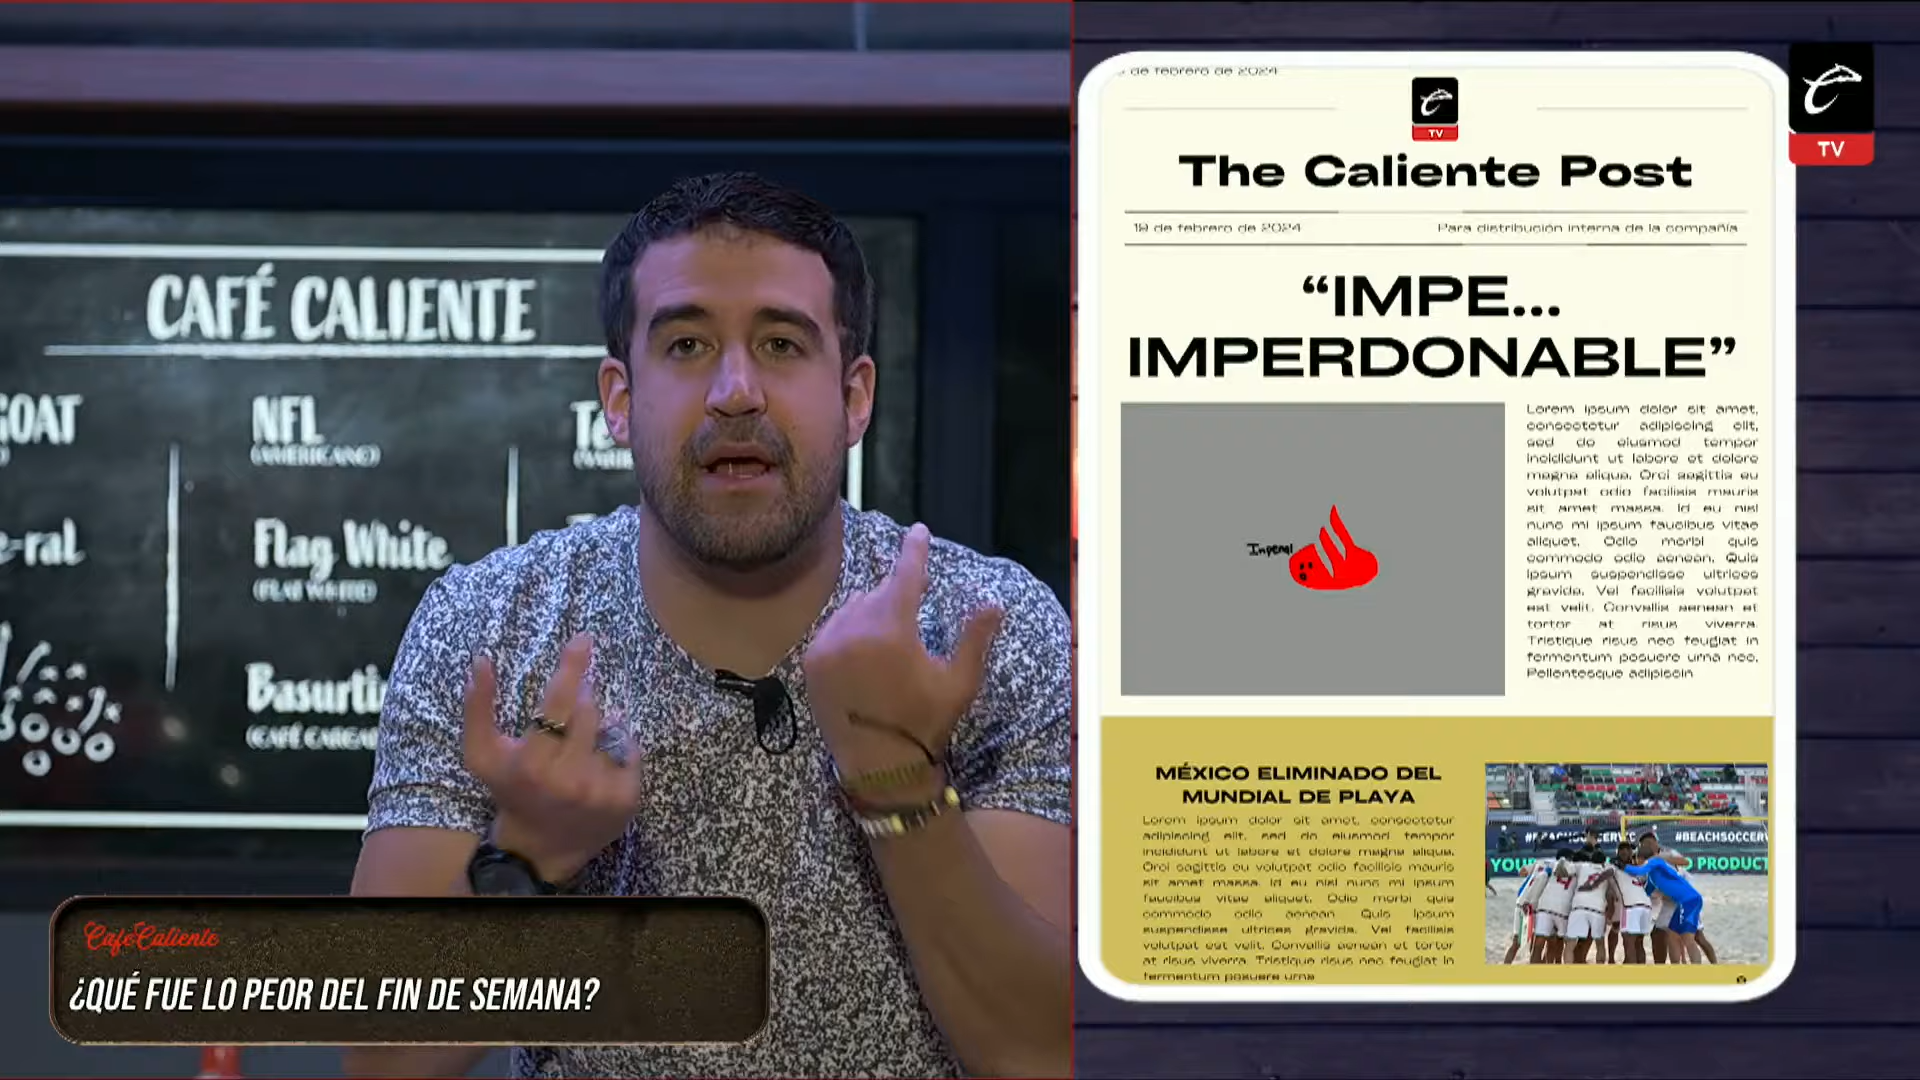 CAFÉ CALIENTE
GOAT
NFL
(AMERICANO)
e-ral
Flag White
(FLAT WHITE)
Basurti
(CAFÉ CARGA
CafeCaliente
¿QUÉ FUE LO PEOR DEL FIN DE SEMANA?
de febrero de 2024
TV
The Caliente Post
19 de febrero de 2024
Para distribución interna de la compañía
“IMPE...
IMPERDONABLE”
Imperal
Lorem ipsum dolor sit amet,
consectetur adipiscing elit,
sed do eiusmod tempor
incididunt ut labore et dolore
magna aliqua. Orci sagittis eu
volutpat odio facilisis mauris
sit amet massa. Id eu nisl
nunc mi ipsum faucibus vitae
aliquet. Odio morbi quis
commodo odio aenean. Quis
ipsum suspendisse ultrices
gravida. Vel facilisis volutpat
est velit. Convallis aenean et
tortor at risus viverra.
Tristique risus nec feugiat in
fermentum posuere urna nec.
Pellentesque adipiscin
MÉXICO ELIMINADO DEL
MUNDIAL DE PLAYA
Lorem ipsum dolor sit amet, consectetur
adipiscing elit, sed do eiusmod tempor
incididunt ut labore et dolore magna aliqua.
Orci sagittis eu volutpat odio facilisis mauris
sit amet massa. Id eu nisl nunc mi ipsum
faucibus vitae aliquet. Odio morbi quis
commodo odio aenean. Quis ipsum
suspendisse ultrices gravida. Vel facilisis
volutpat est velit. Convallis aenean et tortor
at risus viverra. Tristique risus nec feugiat in
fermentum posuere urna
#BEACHSOCCERWC
#BEACHSOCCERW
YOU
PRODUCT
TV